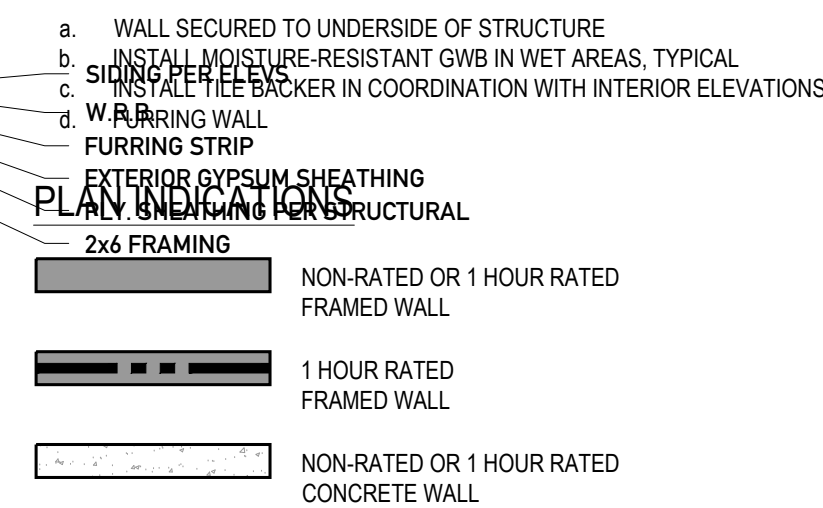 a. WALL SECURED TO UNDERSIDE OF STRUCTURE
b. INSTALL MOISTURE-RESISTANT GWB IN WET AREAS, TYPICAL
SIDING PER ELEVS
c. INSTALL TILE BACKER IN COORDINATION WITH INTERIOR ELEVATIONS
W.R.B.
d. FURRING WALL
FURRING STRIP
EXTERIOR GYPSUM SHEATHING
PLAN INDICATIONS
PLY. SHEATHING PER STRUCTURAL
2x6 FRAMING
NON-RATED OR 1 HOUR RATED
FRAMED WALL
1 HOUR RATED
FRAMED WALL
NON-RATED OR 1 HOUR RATED
CONCRETE WALL